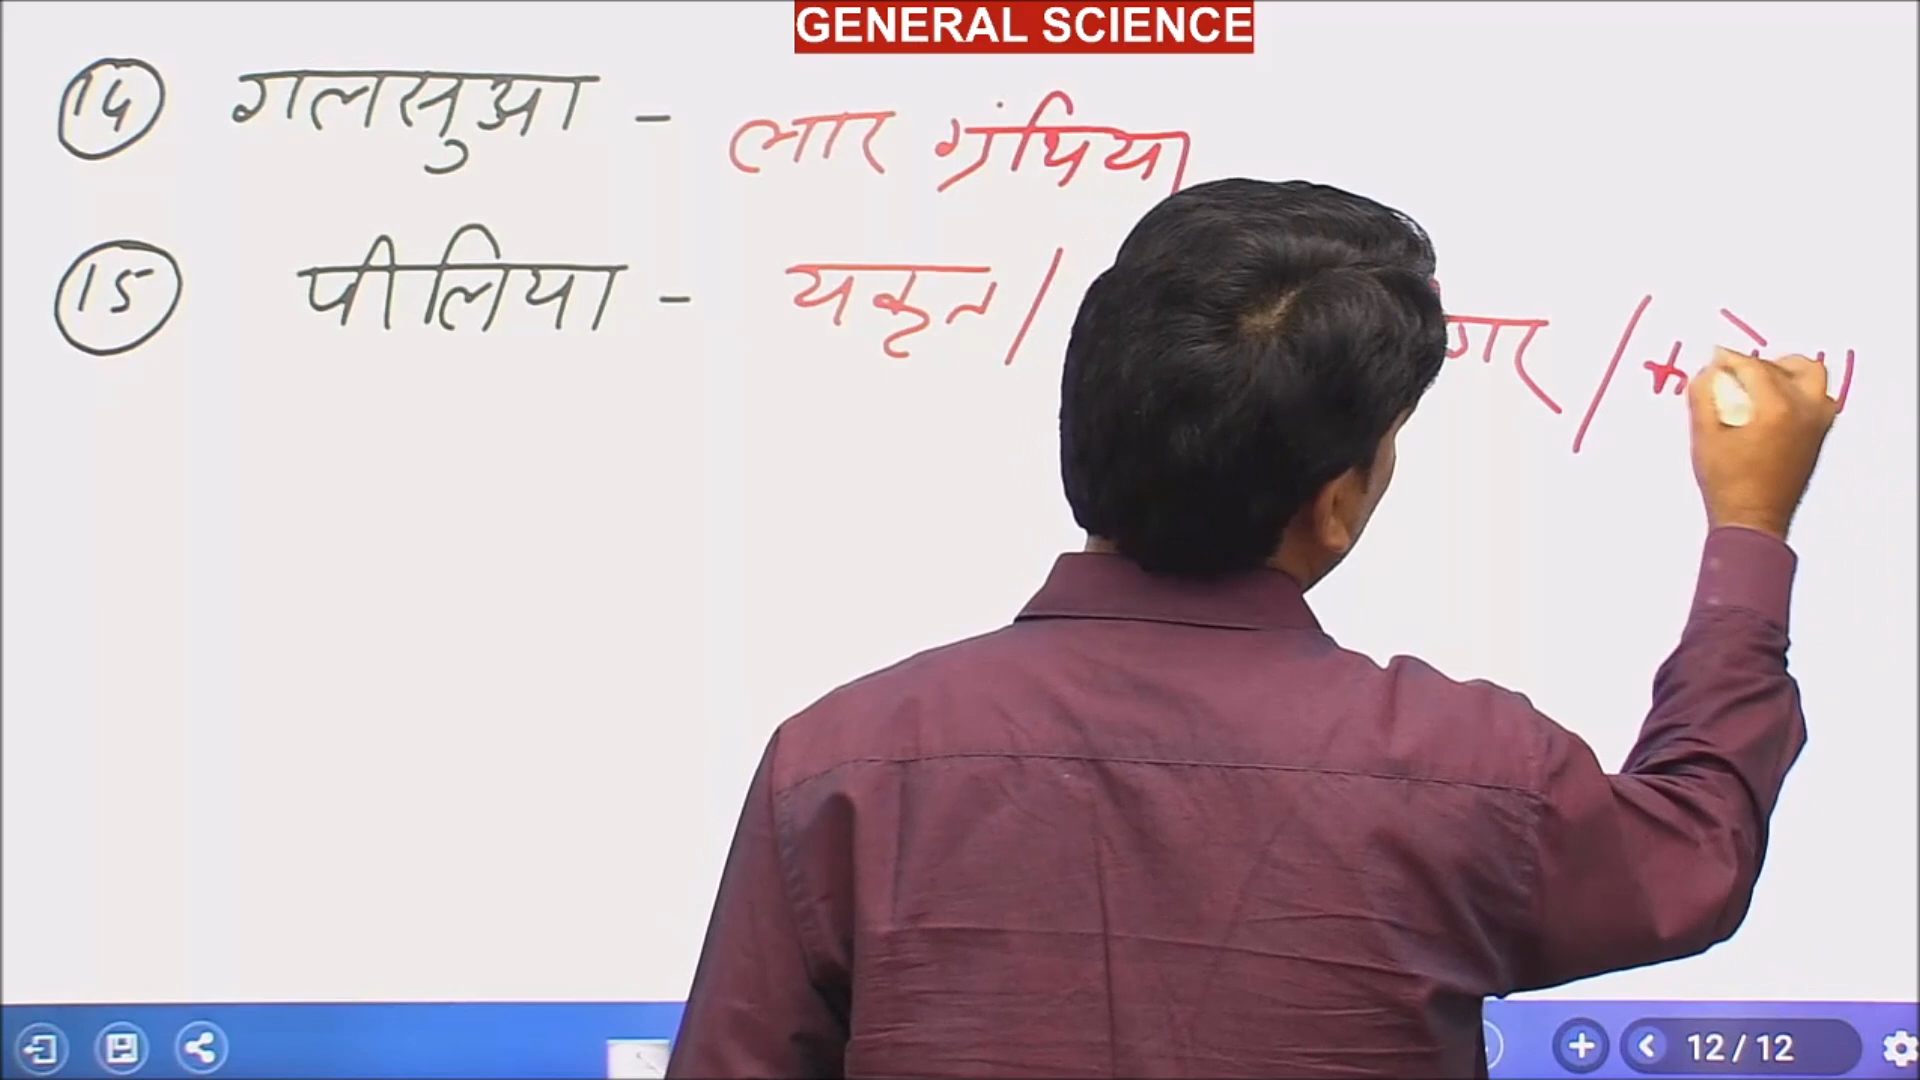 GENERAL SCIENCE
14 गलसुआ - लार ग्रंथिया
15 पीलिया - यकृत /
12 / 12